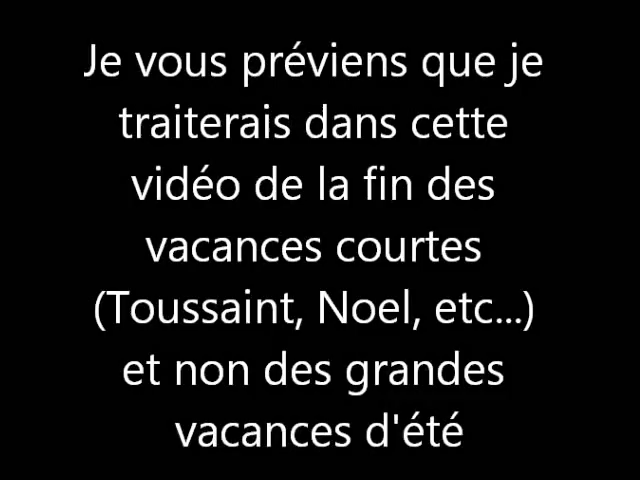 Je vous préviens que je
traiterais dans cette
vidéo de la fin des
vacances courtes
(Toussaint, Noel, etc...)
et non des grandes
vacances d'été